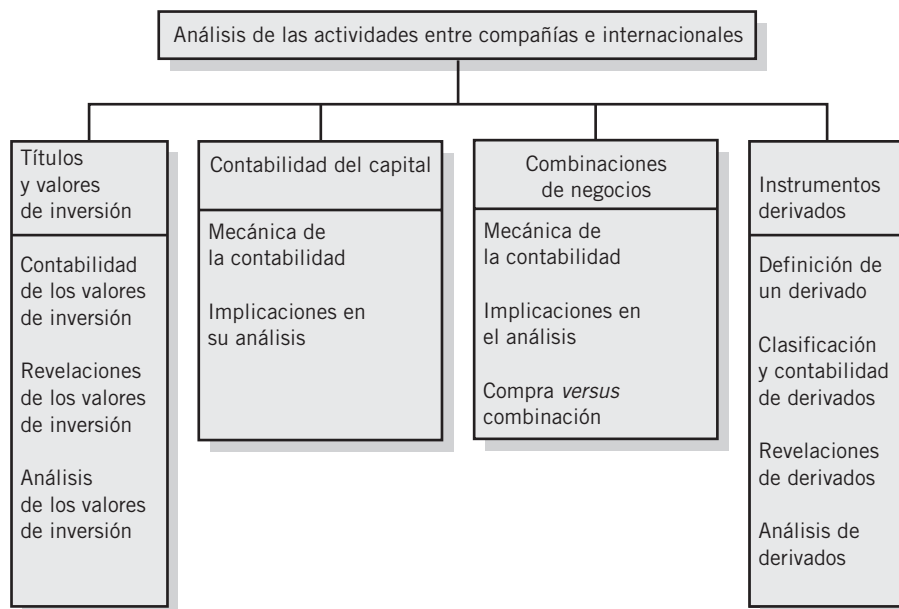 Análisis de las actividades entre compañías e internacionales
Títulos
y valores
de inversión
Contabilidad
de los valores
de inversión
Revelaciones
de los valores
de inversión
Análisis
de los valores
de inversión
Contabilidad del capital
Mecánica de
la contabilidad
Implicaciones en
su análisis
Combinaciones
de negocios
Mecánica de
la contabilidad
Implicaciones en
el análisis
Compra versus
combinación
Instrumentos
derivados
Definición de
un derivado
Clasificación
y contabilidad
de derivados
Revelaciones
de derivados
Análisis de
derivados